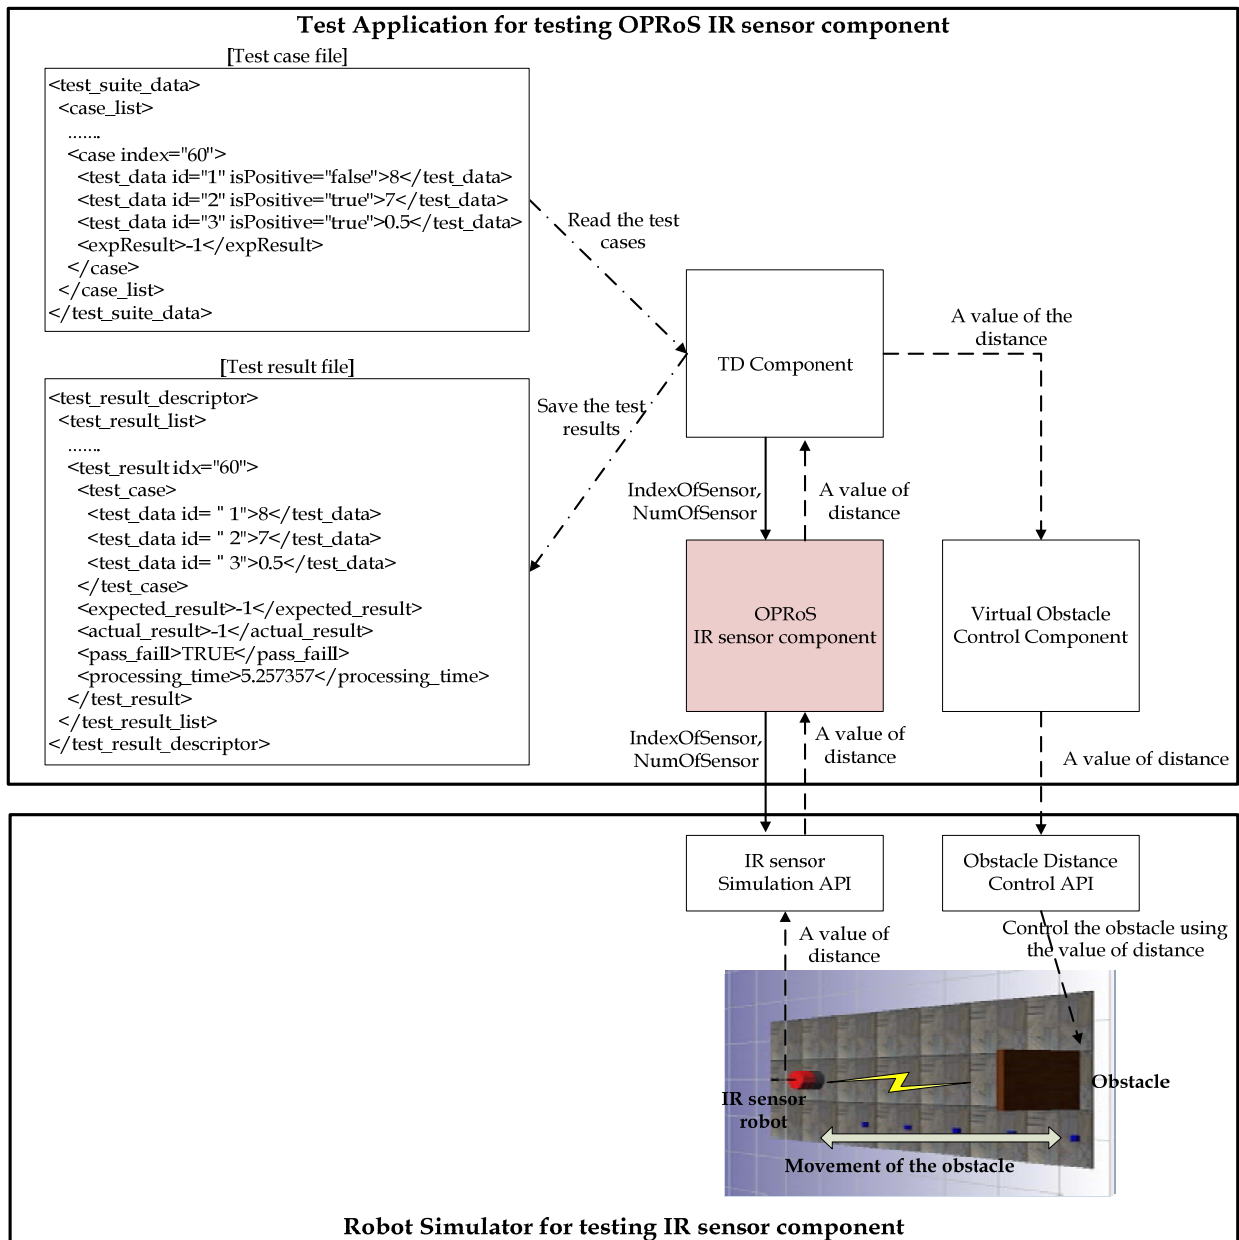 Test Application for testing OPRoS IR sensor component
[Test case file]
<test_suite_data>
<case_list>
.......
<case index="60">
<test_data id="1" isPositive="false">8</test_data>
<test_data id="2" isPositive="true">7</test_data>
<test_data id="3" isPositive="true">0.5</test_data>
<expResult>-1</expResult>
</case>
</case_list>
</test_suite_data>
Read the test
cases
[Test result file]
<test_result_descriptor>
<test_result_list>
.......
<test_result idx="60">
<test_case>
<test_data id= " 1">8</test_data>
<test_data id= " 2">7</test_data>
<test_data id= " 3">0.5</test_data>
</test_case>
<expected_result>-1</expected_result>
<actual_result>-1</actual_result>
<pass_faill>TRUE</pass_faill>
<processing_time>5.257357</processing_time>
</test_result>
</test_result_list>
</test_result_descriptor>
Save the test
results
TD Component
A value of the
distance
IndexOfSensor,
NumOfSensor
A value of
distance
OPRoS
IR sensor component
Virtual Obstacle
Control Component
IndexOfSensor,
NumOfSensor
A value of
distance
A value of distance
IR sensor
Simulation API
Obstacle Distance
Control API
A value of
distance
Control the obstacle using
the value of distance
IR sensor
robot
Obstacle
Movement of the obstacle
Robot Simulator for testing IR sensor component